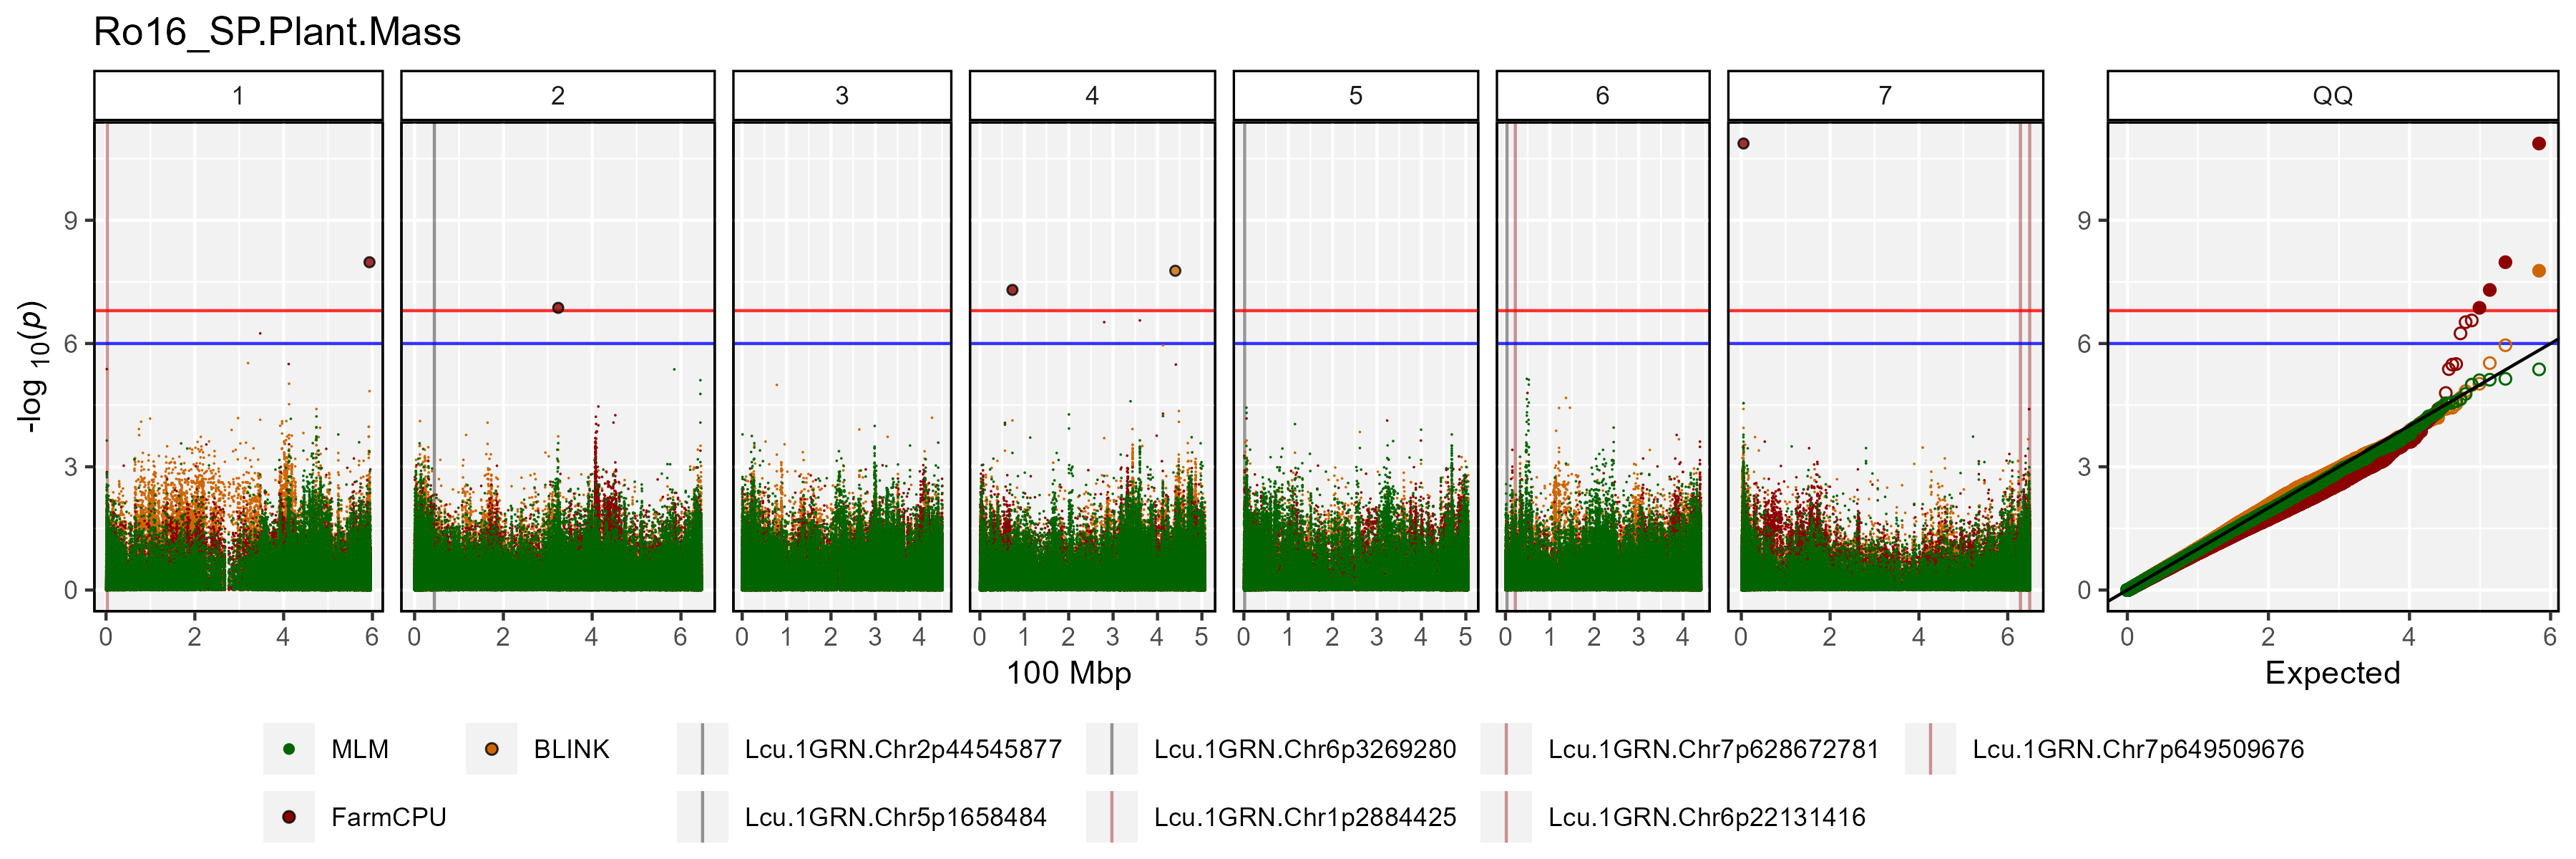 Ro16_SP.Plant.Mass
1 2 3 4 5 6 7 QQ
-log 10(p)
9 9
6 6
3 3
0 0
0 2 4 6 0 2 4 6 0 1 2 3 4 0 1 2 3 4 5 0 1 2 3 4 5 0 1 2 3 4 0 2 4 6 0 2 4 6
100 Mbp Expected
MLM BLINK Lcu.1GRN.Chr2p44545877 Lcu.1GRN.Chr6p3269280 Lcu.1GRN.Chr7p628672781 Lcu.1GRN.Chr7p649509676
FarmCPU Lcu.1GRN.Chr5p1658484 Lcu.1GRN.Chr1p2884425 Lcu.1GRN.Chr6p22131416